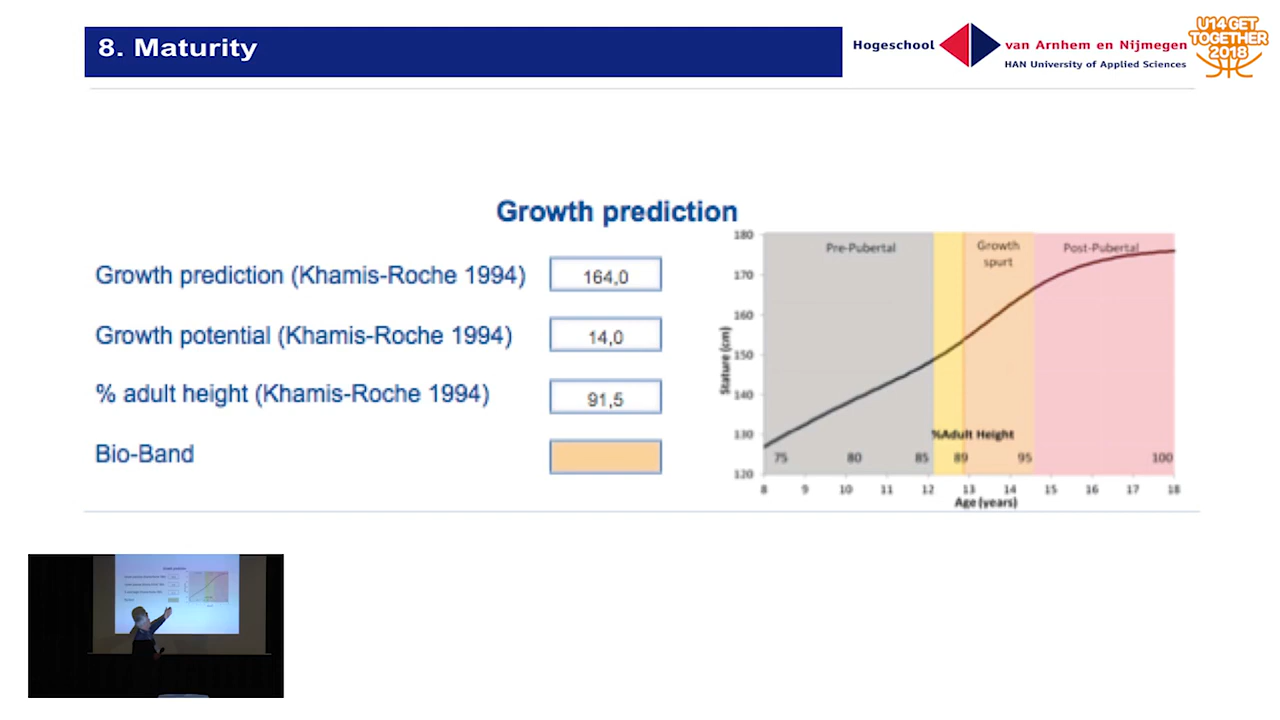 8. Maturity
Hogeschool van Arnhem en Nijmegen
HAN University of Applied Sciences
U14 GET
TOGETHER
2018
Growth prediction
Growth prediction (Khamis-Roche 1994) 164,0
Growth potential (Khamis-Roche 1994) 14,0
% adult height (Khamis-Roche 1994) 91,5
Bio-Band
Pre-Pubertal
Growth
spurt
Post-Pubertal
Stature (cm)
180
170
160
150
140
130
120
%Adult Height
75 80 85 89 95 100
8 9 10 11 12 13 14 15 16 17 18
Age (years)